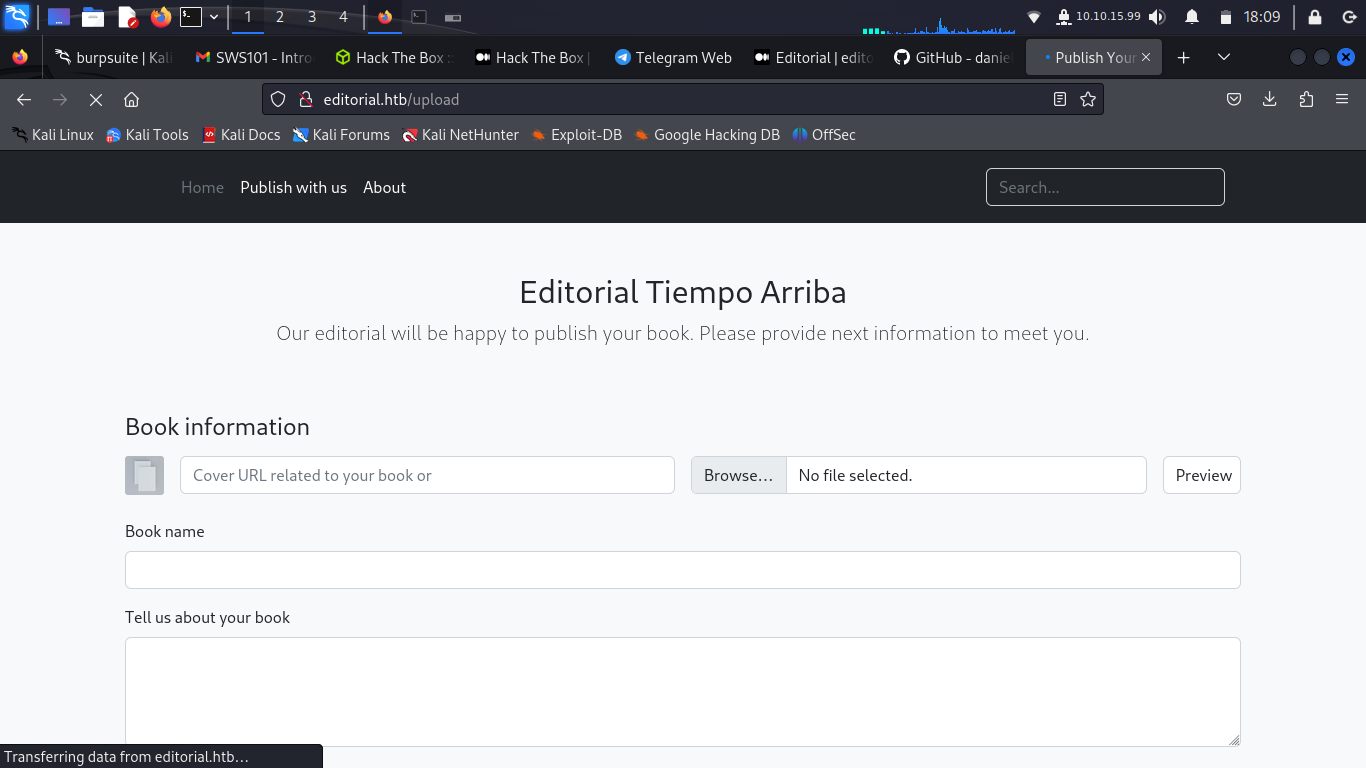 1 2 3 4 10.10.15.99 18:09
burpsuite | Kali SWS101 - Intro Hack The Box :: Hack The Box | Telegram Web Editorial | edito GitHub - daniel Publish Your
editorial.htb/upload
Kali Linux Kali Tools Kali Docs Kali Forums Kali NetHunter Exploit-DB Google Hacking DB OffSec
Home Publish with us About Search...
Editorial Tiempo Arriba
Our editorial will be happy to publish your book. Please provide next information to meet you.
Book information
Cover URL related to your book or Browse... No file selected. Preview
Book name
Tell us about your book
Transferring data from editorial.htb...